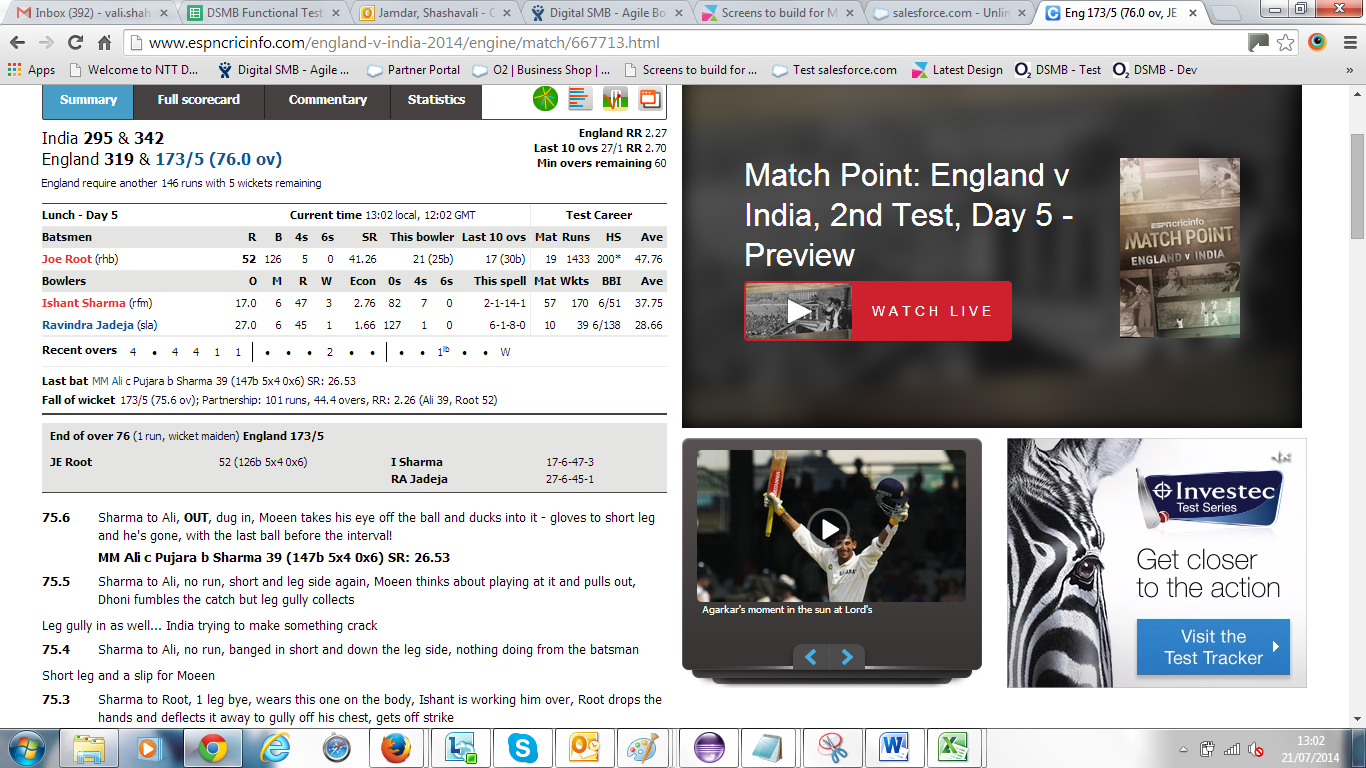 Inbox (392) - vali.shah
DSMB Functional Test
Jamdar, Shashavali - O
Digital SMB - Agile Bo
Screens to build for M
salesforce.com - Unlim
Eng 173/5 (76.0 ov, JE
www.espncricinfo.com/england-v-india-2014/engine/match/667713.html
Apps Welcome to NTT D... Digital SMB - Agile ... Partner Portal O2 | Business Shop | ... Screens to build for ... Test salesforce.com Latest Design DSMB - Test DSMB - Dev »
Summary Full scorecard Commentary Statistics
India 295 & 342
England 319 & 173/5 (76.0 ov)
England RR 2.27
Last 10 ovs 27/1 RR 2.70
Min overs remaining 60
England require another 146 runs with 5 wickets remaining
Lunch - Day 5 Current time 13:02 local, 12:02 GMT Test Career
Batsmen R B 4s 6s SR This bowler Last 10 ovs Mat Runs HS Ave
Joe Root (rhb) 52 126 5 0 41.26 21 (25b) 17 (30b) 19 1433 200* 47.76
Bowlers O M R W Econ 0s 4s 6s This spell Mat Wkts BBI Ave
Ishant Sharma (rfm) 17.0 6 47 3 2.76 82 7 0 2-1-14-1 57 170 6/51 37.75
Ravindra Jadeja (sla) 27.0 6 45 1 1.66 127 1 0 6-1-8-0 10 39 6/138 28.66
Recent overs 4 • 4 4 1 1 | • • • 2 • • | • • 1lb • • W
Last bat MM Ali c Pujara b Sharma 39 (147b 5x4 0x6) SR: 26.53
Fall of wicket 173/5 (75.6 ov); Partnership: 101 runs, 44.4 overs, RR: 2.26 (Ali 39, Root 52)
End of over 76 (1 run, wicket maiden) England 173/5
JE Root 52 (126b 5x4 0x6) I Sharma 17-6-47-3
RA Jadeja 27-6-45-1
75.6 Sharma to Ali, OUT, dug in, Moeen takes his eye off the ball and ducks into it - gloves to short leg
and he's gone, with the last ball before the interval!
MM Ali c Pujara b Sharma 39 (147b 5x4 0x6) SR: 26.53
75.5 Sharma to Ali, no run, short and leg side again, Moeen thinks about playing at it and pulls out,
Dhoni fumbles the catch but leg gully collects
Leg gully in as well... India trying to make something crack
75.4 Sharma to Ali, no run, banged in short and down the leg side, nothing doing from the batsman
Short leg and a slip for Moeen
75.3 Sharma to Root, 1 leg bye, wears this one on the body, Ishant is working him over, Root drops the
hands and deflects it away to gully off his chest, gets off strike
Match Point: England v
India, 2nd Test, Day 5 -
Preview
WATCH LIVE
ESPNcricinfo
MATCH POINT
ENGLAND V INDIA
Agarkar's moment in the sun at Lord's
Investec
Test Series
Get closer
to the action
Visit the
Test Tracker
13:02
21/07/2014